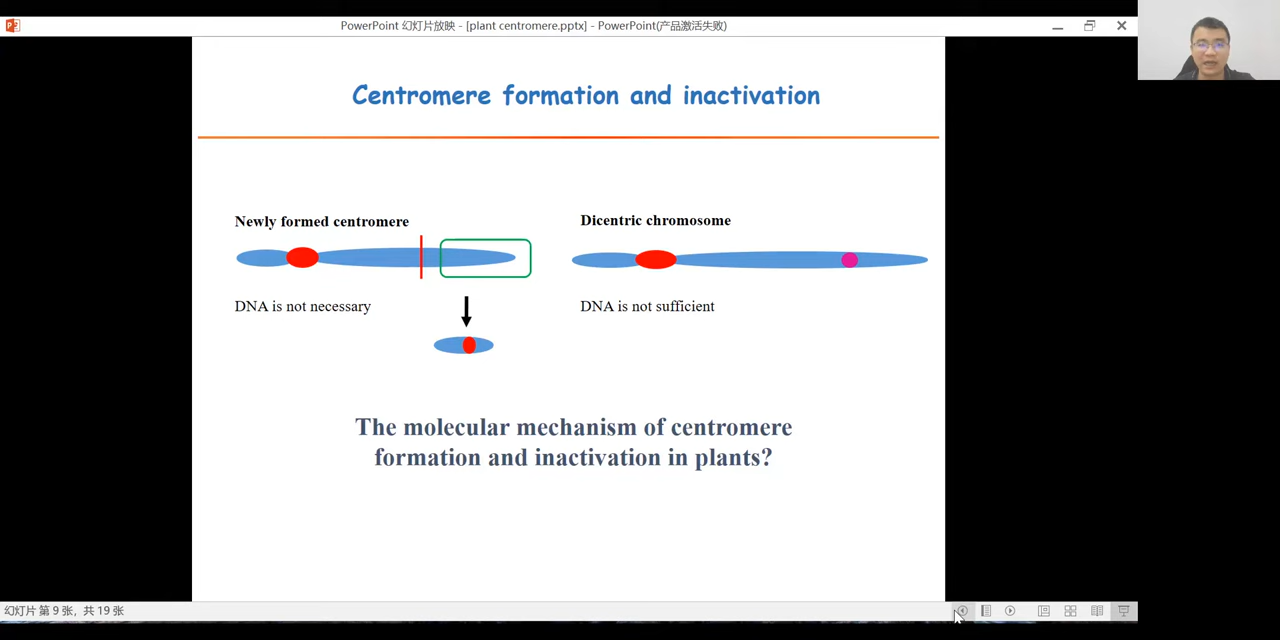 PowerPoint 幻灯片放映 - [plant centromere.pptx] - PowerPoint(产品激活失败)
Centromere formation and inactivation
Newly formed centromere
DNA is not necessary
Dicentric chromosome
DNA is not sufficient
The molecular mechanism of centromere
formation and inactivation in plants?
幻灯片 第 9 张，共 19 张